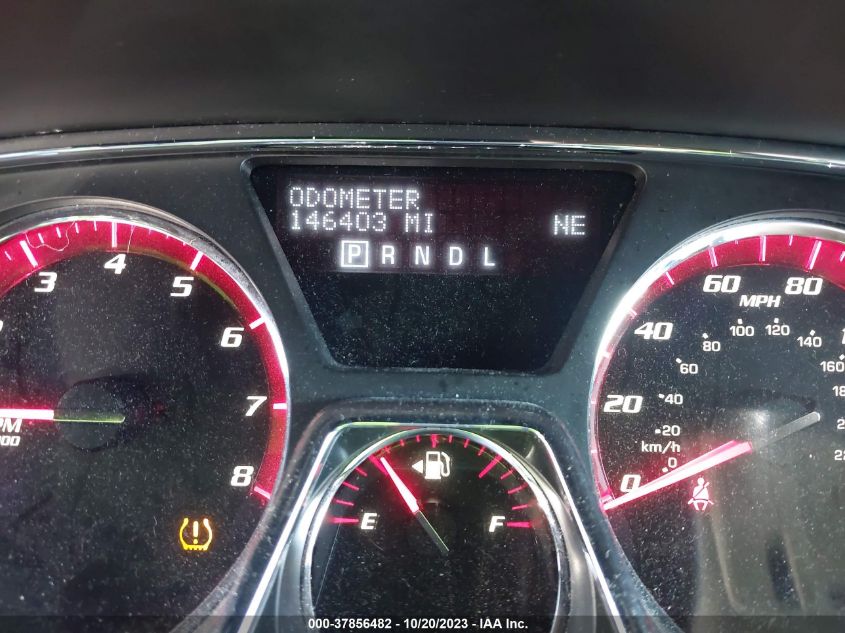 ODOMETER
146403 MI NE
P R N D L
3 4 5 6 7 8
E F
0 20 40 60 80
MPH
0 20 40 60 80 100 120 140 160
km/h
000-37856482 - 10/20/2023 - IAA Inc.